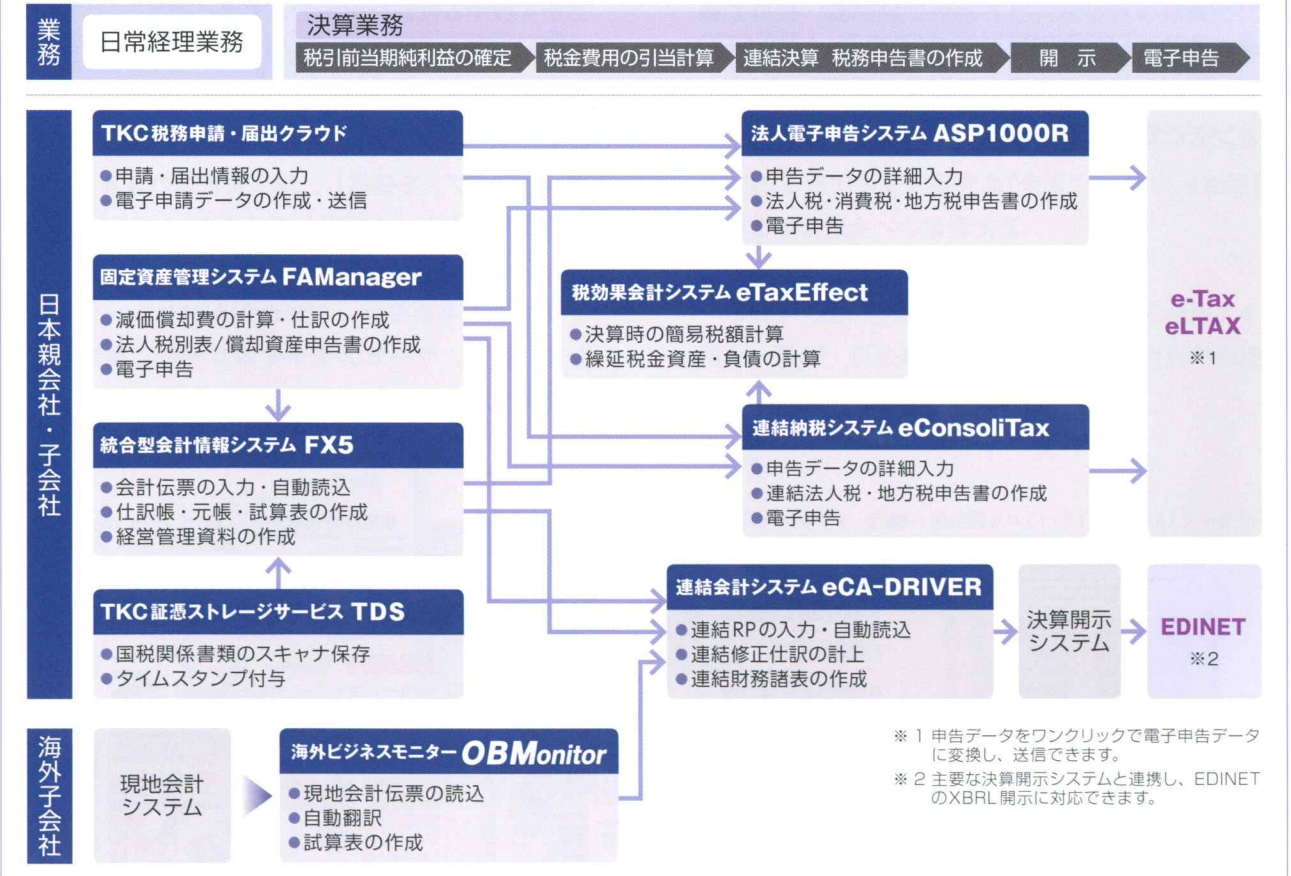 業務
日常経理業務
決算業務
税引前当期純利益の確定
税金費用の引当計算
連結決算 税務申告書の作成
開 示
電子申告
日本親会社・子会社
TKC税務申請・届出クラウド
●申請・届出情報の入力
●電子申請データの作成・送信
固定資産管理システム FAManager
●減価償却費の計算・仕訳の作成
●法人税別表/償却資産申告書の作成
●電子申告
統合型会計情報システム FX5
●会計伝票の入力・自動読込
●仕訳帳・元帳・試算表の作成
●経営管理資料の作成
TKC証憑ストレージサービス TDS
●国税関係書類のスキャナ保存
●タイムスタンプ付与
法人電子申告システム ASP1000R
●申告データの詳細入力
●法人税・消費税・地方税申告書の作成
●電子申告
税効果会計システム eTaxEffect
●決算時の簡易税額計算
●繰延税金資産・負債の計算
連結納税システム eConsoliTax
●申告データの詳細入力
●連結法人税・地方税申告書の作成
●電子申告
連結会計システム eCA-DRIVER
●連結RPの入力・自動読込
●連結修正仕訳の計上
●連結財務諸表の作成
決算開示
システム
e-Tax
eLTAX
※1
EDINET
※2
海外子会社
現地会計
システム
海外ビジネスモニター OBMonitor
●現地会計伝票の読込
●自動翻訳
●試算表の作成
※ 1 申告データをワンクリックで電子申告データ
に変換し、送信できます。
※ 2 主要な決算開示システムと連携し、EDINET
のXBRL開示に対応できます。